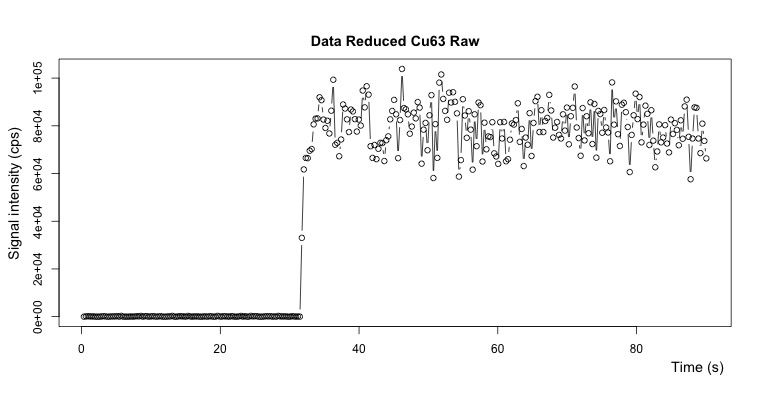 Data Reduced Cu63 Raw
Signal intensity (cps)
1e+05
8e+04
6e+04
4e+04
2e+04
0e+00
0 20 40 60 80
Time (s)